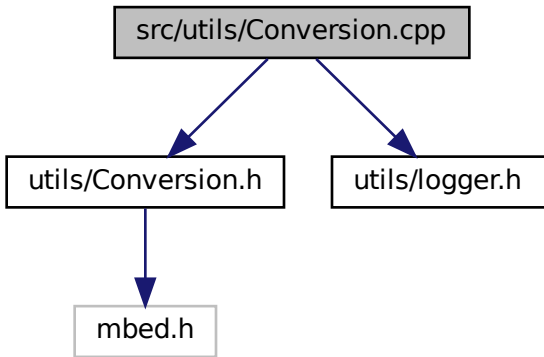 src/utils/Conversion.cpp
utils/Conversion.h
utils/logger.h
mbed.h